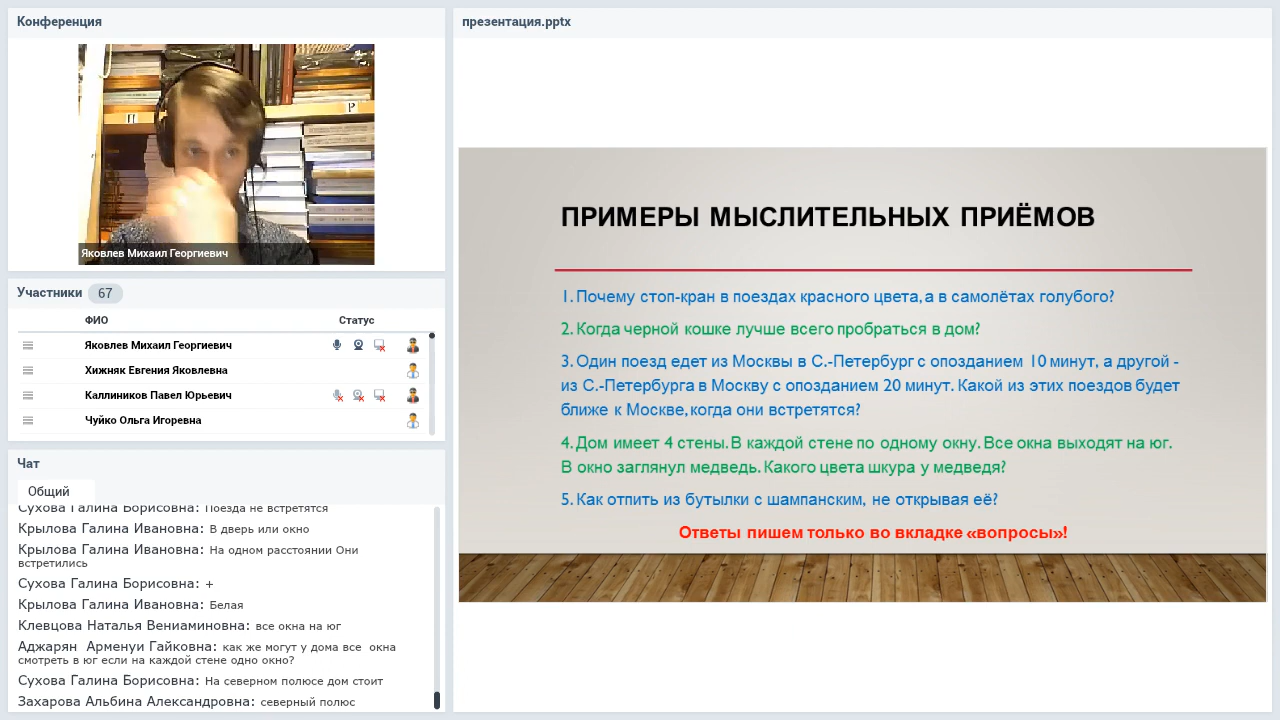 Конференция
П
Р
Яковлев Михаил Георгиевич
Участники 67
ФИО Статус
Яковлев Михаил Георгиевич
Хижняк Евгения Яковлевна
Каллиников Павел Юрьевич
Чуйко Ольга Игоревна
Чат
Общий
Сухова Галина Борисовна: Поезда не встретятся
Крылова Галина Ивановна: В дверь или окно
Крылова Галина Ивановна: На одном расстоянии Они
встретились
Сухова Галина Борисовна: +
Крылова Галина Ивановна: Белая
Клевцова Наталья Вениаминовна: все окна на юг
Аджарян Арменуи Гайковна: как же могут у дома все окна
смотреть в юг если на каждой стене одно окно?
Сухова Галина Борисовна: На северном полюсе дом стоит
Захарова Альбина Александровна: северный полюс
презентация.pptx
ПРИМЕРЫ МЫСЛИТЕЛЬНЫХ ПРИЁМОВ
1. Почему стоп-кран в поездах красного цвета, а в самолётах голубого?
2. Когда черной кошке лучше всего пробраться в дом?
3. Один поезд едет из Москвы в С.-Петербург с опозданием 10 минут, а другой -
из С.-Петербурга в Москву с опозданием 20 минут. Какой из этих поездов будет
ближе к Москве, когда они встретятся?
4. Дом имеет 4 стены. В каждой стене по одному окну. Все окна выходят на юг.
В окно заглянул медведь. Какого цвета шкура у медведя?
5. Как отпить из бутылки с шампанским, не открывая её?
Ответы пишем только во вкладке «вопросы»!